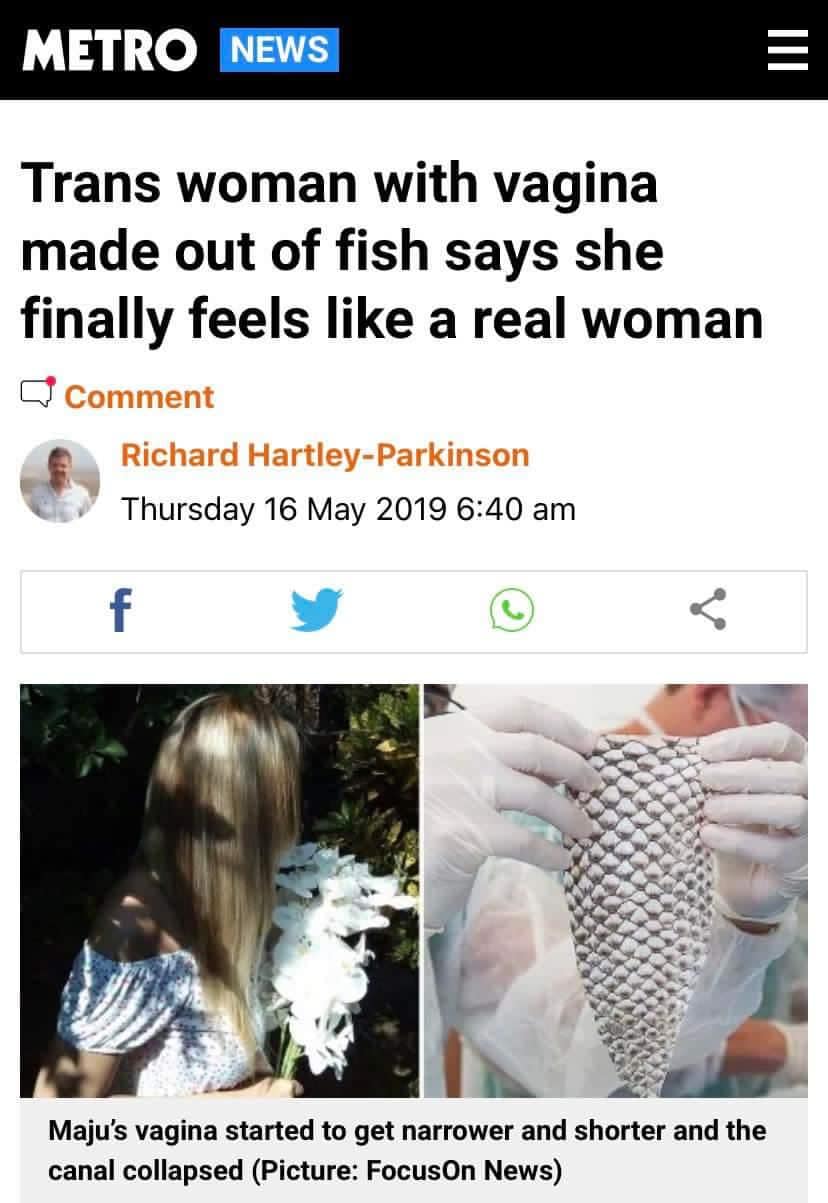 METRO NEWS
Trans woman with vagina
made out of fish says she
finally feels like a real woman
Comment
Richard Hartley-Parkinson
Thursday 16 May 2019 6:40 am
Maju’s vagina started to get narrower and shorter and the
canal collapsed (Picture: FocusOn News)